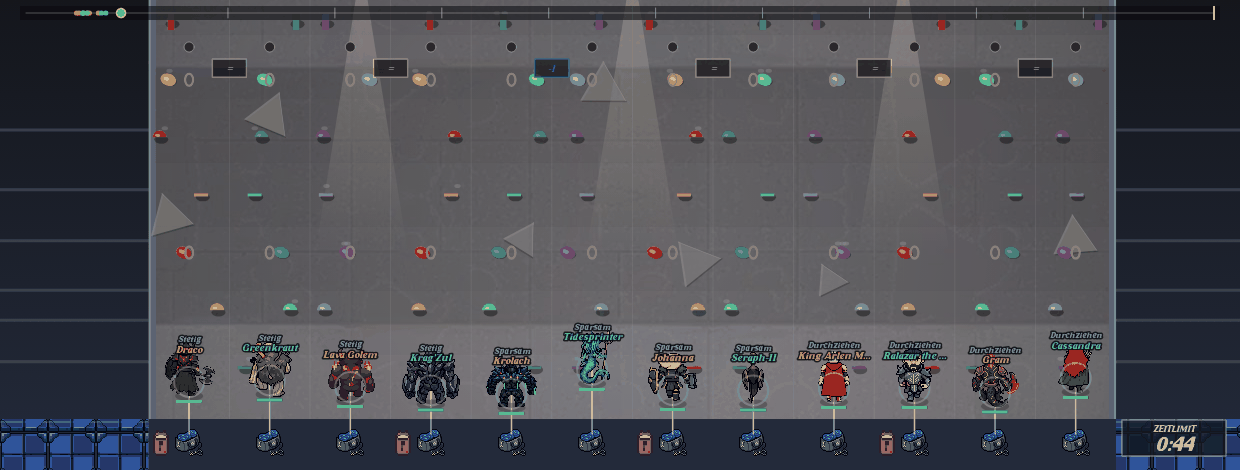 =
=
-/
=
=
=
Stetig
Draco
Stetig
Greenkraut
Stetig
Lava Golem
Stetig
Krag'Zul
Sparsam
Krolach
Sparsam
Tidesprinter
Sparsam
Johanna
Sparsam
Seraph-II
Durchziehen
King Arlen M...
Durchziehen
Ralazar the ...
Durchziehen
Gram
Durchziehen
Cassandra
ZEITLIMIT
0:44